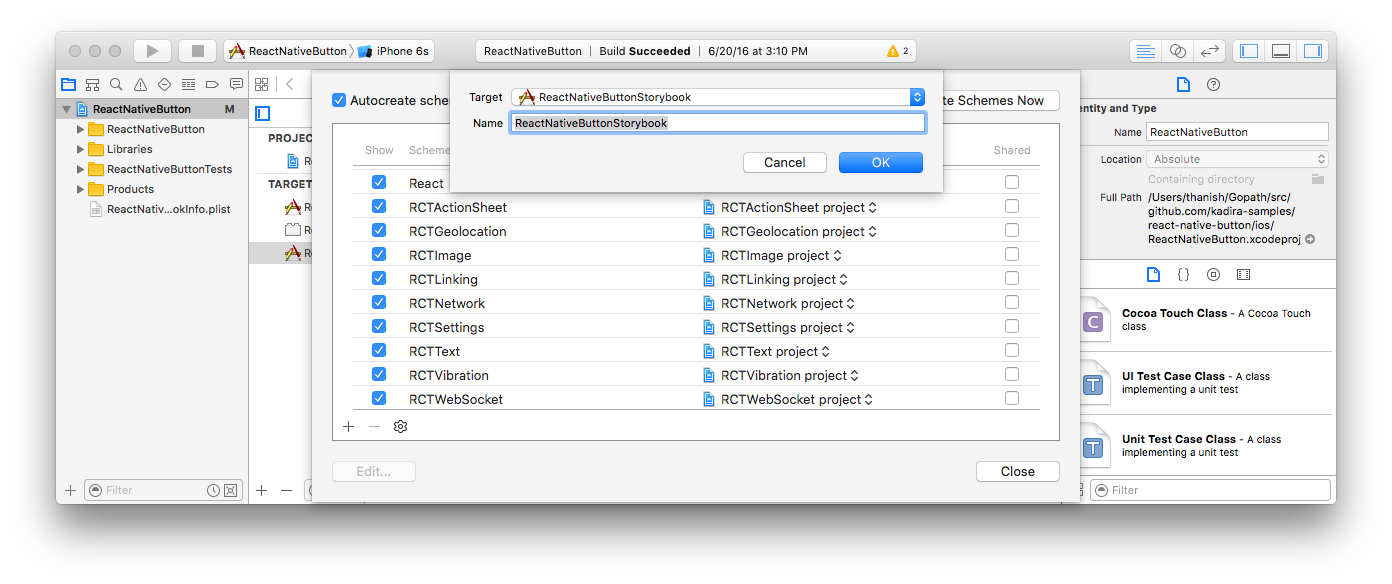 ReactNativeButton
iPhone 6s
ReactNativeButton | Build Succeeded | 6/20/16 at 3:10 PM
2
ReactNativeButton M
ReactNativeButton
Libraries
ReactNativeButtonTests
Products
ReactNativ...okInfo.plist
Filter
PROJEC
TARGET
Autocreate schem
te Schemes Now
Target ReactNativeButtonStorybook
Name ReactNativeButtonStorybook
Cancel
OK
Show Scheme Shared
React
RCTActionSheet RCTActionSheet project
RCTGeolocation RCTGeolocation project
RCTImage RCTImage project
RCTLinking RCTLinking project
RCTNetwork RCTNetwork project
RCTSettings RCTSettings project
RCTText RCTText project
RCTVibration RCTVibration project
RCTWebSocket RCTWebSocket project
Edit...
Close
entity and Type
Name ReactNativeButton
Location Absolute
Containing directory
Full Path /Users/thanish/Gopath/src/
github.com/kadira-samples/
react-native-button/ios/
ReactNativeButton.xcodeproj
C
Cocoa Touch Class - A Cocoa Touch
class
T
UI Test Case Class - A class
implementing a unit test
T
Unit Test Case Class - A class
implementing a unit test
Filter